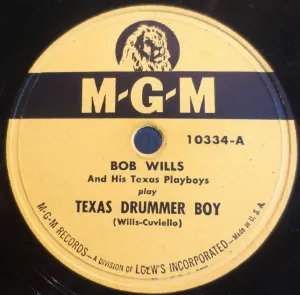 M-G-M
10334-A
BOB WILLS
And His Texas Playboys
play
TEXAS DRUMMER BOY
(Wills-Cuviello)
M-G-M RECORDS—A DIVISION OF LOEW'S INCORPORATED—Made in U.S.A.